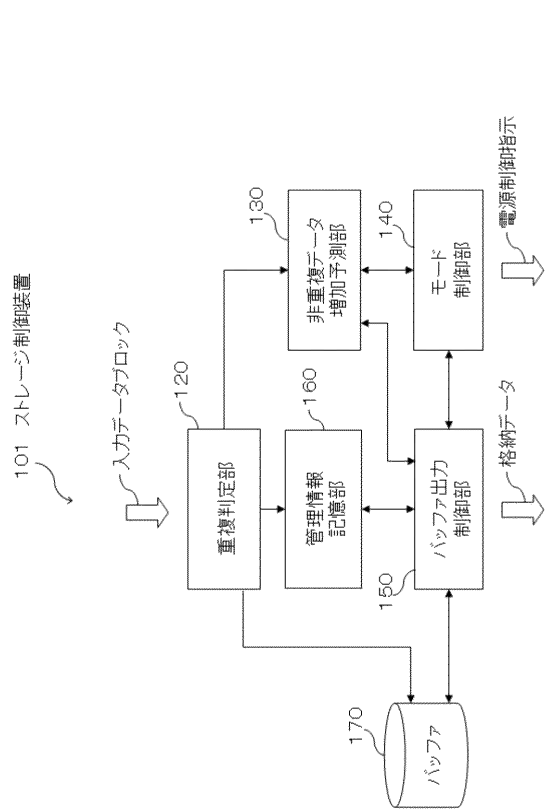 101 ストレージ制御装置
入力データブロック
120
重複判定部
130
非重複データ
増加予測部
160
管理情報
記憶部
140
モード
制御部
150
バッファ出力
制御部
170
バッファ
格納データ
電源制御指示